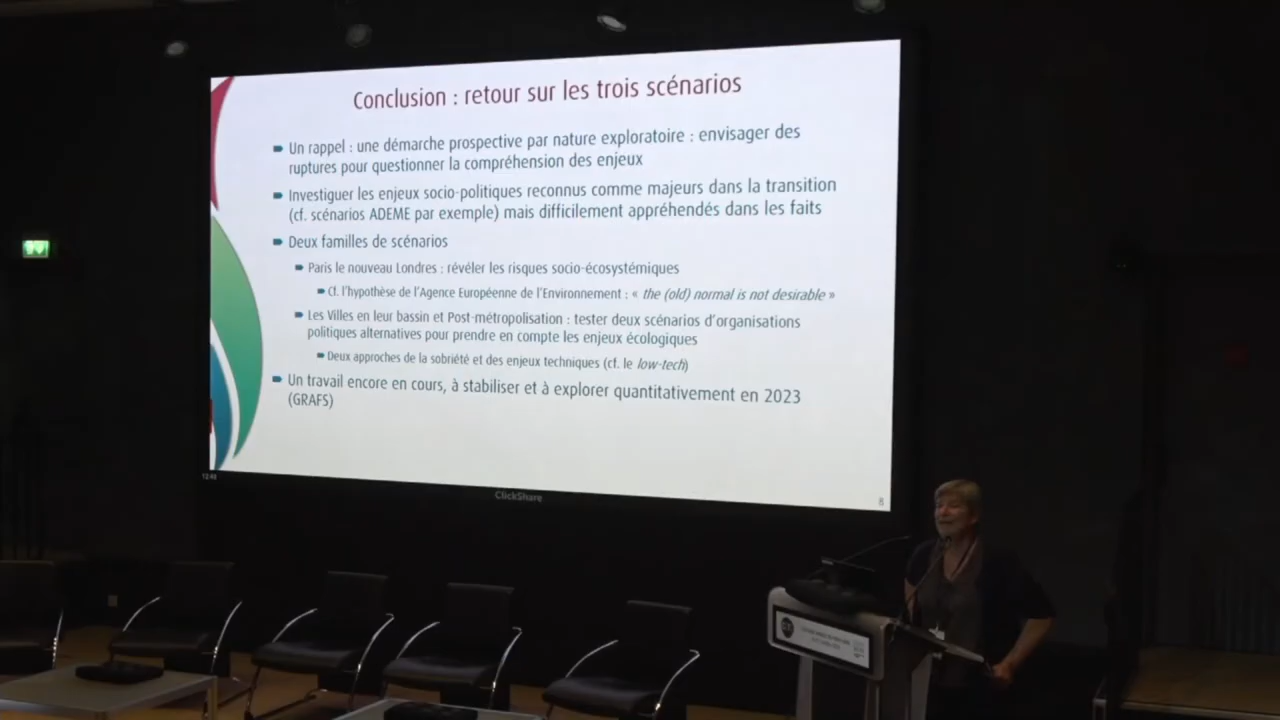 Conclusion : retour sur les trois scénarios
Un rappel : une démarche prospective par nature exploratoire : envisager des
ruptures pour questionner la compréhension des enjeux
Investiguer les enjeux socio-politiques reconnus comme majeurs dans la transition
(cf. scénarios ADEME par exemple) mais difficilement appréhendés dans les faits
Deux familles de scénarios
Paris le nouveau Londres : révéler les risques socio-écosystémiques
Cf. l'hypothèse de l'Agence Européenne de l'Environnement : « the (old) normal is not desirable »
Les Villes en leur bassin et Post-métropolisation : tester deux scénarios d'organisations
politiques alternatives pour prendre en compte les enjeux écologiques
Deux approches de la sobriété et des enjeux techniques (cf. le low-tech)
Un travail encore en cours, à stabiliser et à explorer quantitativement en 2023
(GRAFS)
ClickShare
8